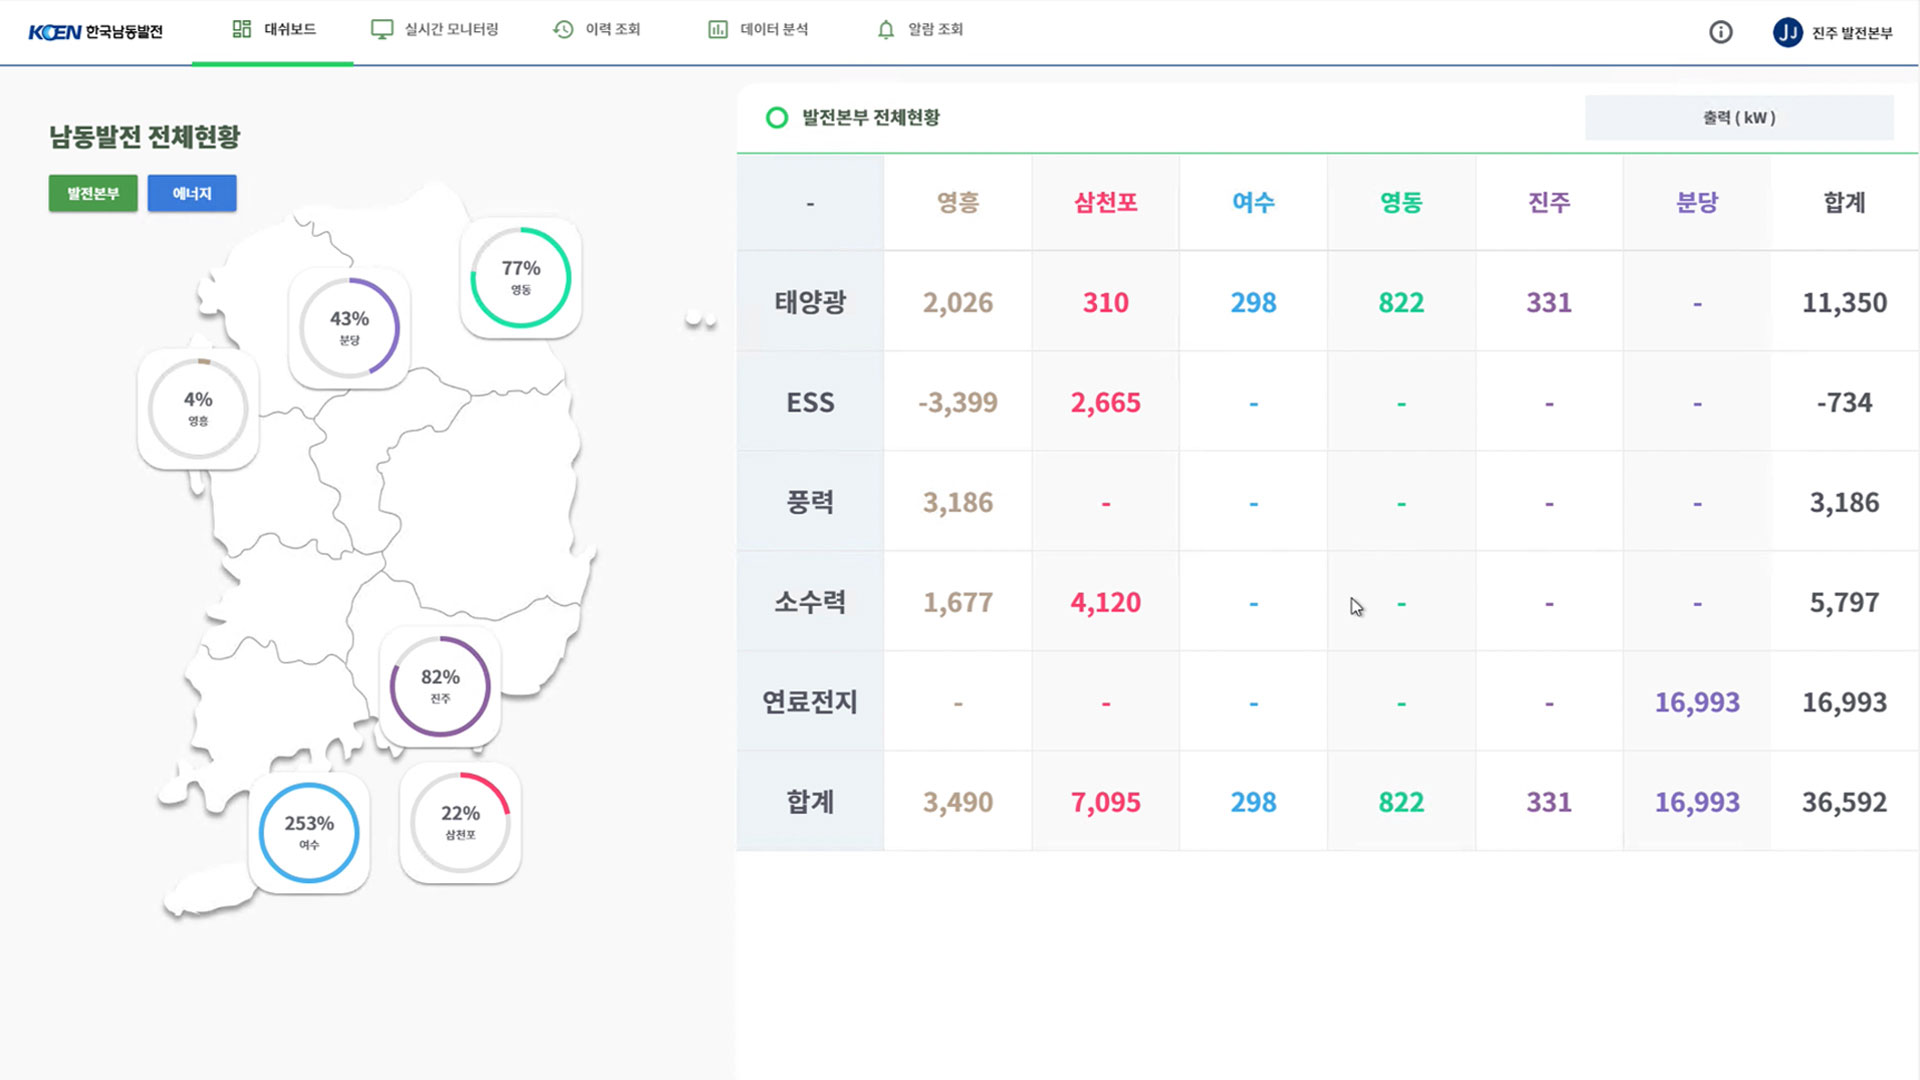 KOEN 한국남동발전
대쉬보드
실시간 모니터링
이력 조회
데이터 분석
알람 조회
JJ 진주 발전본부
남동발전 전체현황
발전본부
에너지
77%
영동
43%
분당
4%
영흥
82%
진주
253%
여수
22%
삼천포
발전본부 전체현황
출력 ( kW )
- 영흥 삼천포 여수 영동 진주 분당 합계
태양광 2,026 310 298 822 331 - 11,350
ESS -3,399 2,665 - - - - -734
풍력 3,186 - - - - - 3,186
소수력 1,677 4,120 - - - - 5,797
연료전지 - - - - - 16,993 16,993
합계 3,490 7,095 298 822 331 16,993 36,592